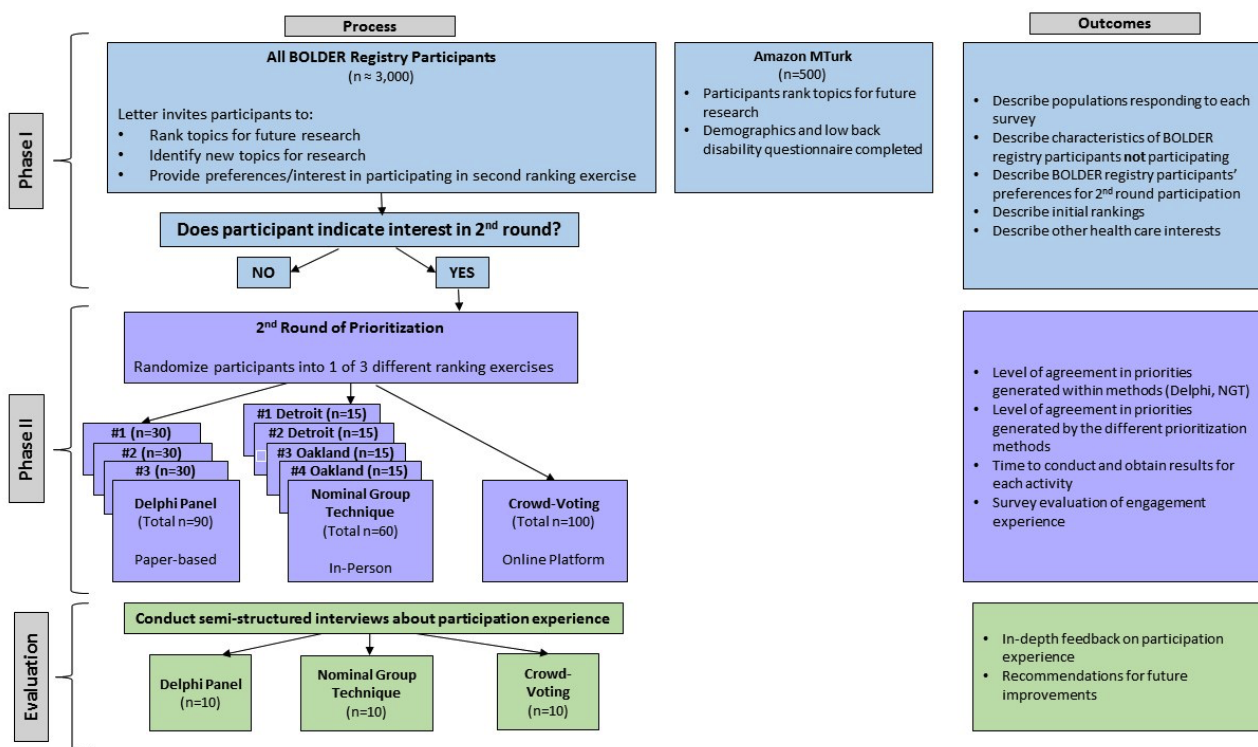 Process
Outcomes
Phase I
All BOLDER Registry Participants
(n ≈ 3,000)
Letter invites participants to:
• Rank topics for future research
• Identify new topics for research
• Provide preferences/interest in participating in second ranking exercise
Amazon MTurk
(n=500)
• Participants rank topics for future
research
• Demographics and low back
disability questionnaire completed
• Describe populations responding to each
survey
• Describe characteristics of BOLDER
registry participants not participating
• Describe BOLDER registry participants'
preferences for 2nd round participation
• Describe initial rankings
• Describe other health care interests
Does participant indicate interest in 2nd round?
NO
YES
Phase II
2nd Round of Prioritization
Randomize participants into 1 of 3 different ranking exercises
#1 (n=30)
#2 (n=30)
#3 (n=30)
Delphi Panel
(Total n=90)
Paper-based
#1 Detroit (n=15)
#2 Detroit (n=15)
#3 Oakland (n=15)
#4 Oakland (n=15)
Nominal Group
Technique
(Total n=60)
In-Person
Crowd-Voting
(Total n=100)
Online Platform
• Level of agreement in priorities
generated within methods (Delphi, NGT)
• Level of agreement in priorities
generated by the different prioritization
methods
• Time to conduct and obtain results for
each activity
• Survey evaluation of engagement
experience
Evaluation
Conduct semi-structured interviews about participation experience
Delphi Panel
(n=10)
Nominal Group
Technique
(n=10)
Crowd-
Voting
(n=10)
• In-depth feedback on participation
experience
• Recommendations for future
improvements